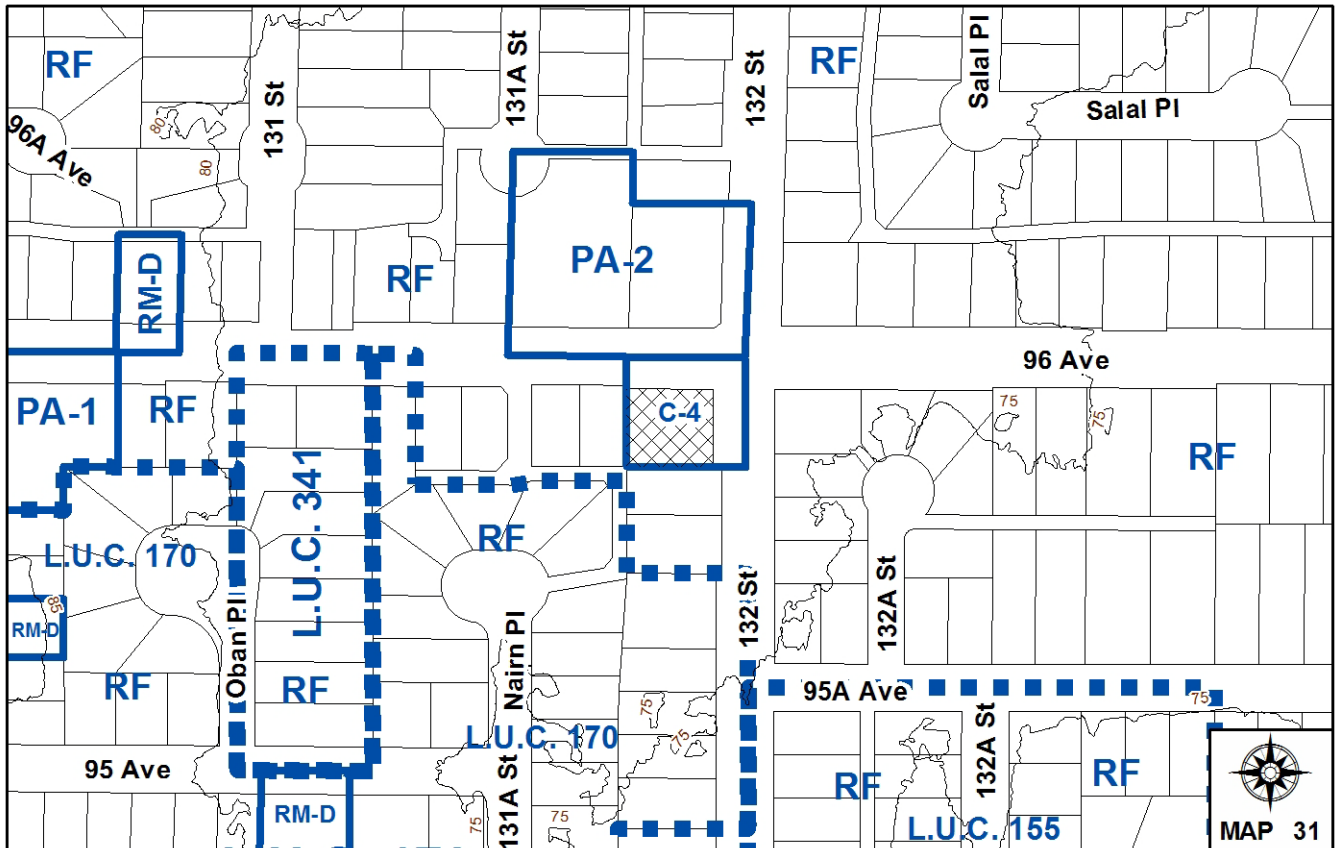 RF
131 St
131A St
132 St
RF
Salal Pl
Salal Pl
96A Ave
80
80
RM-D
RF
PA-2
96 Ave
PA-1
RF
C-4
75
75
RF
L.U.C. 341
L.U.C. 170
RF
85
RM-D
Oban Pl
RF
RF
Nairn Pl
132 St
132A St
95A Ave
75
75
75
L.U.C. 170
95 Ave
131A St
132A St
RF
RF
RM-D
75
75
L.U.C. 155
MAP 31